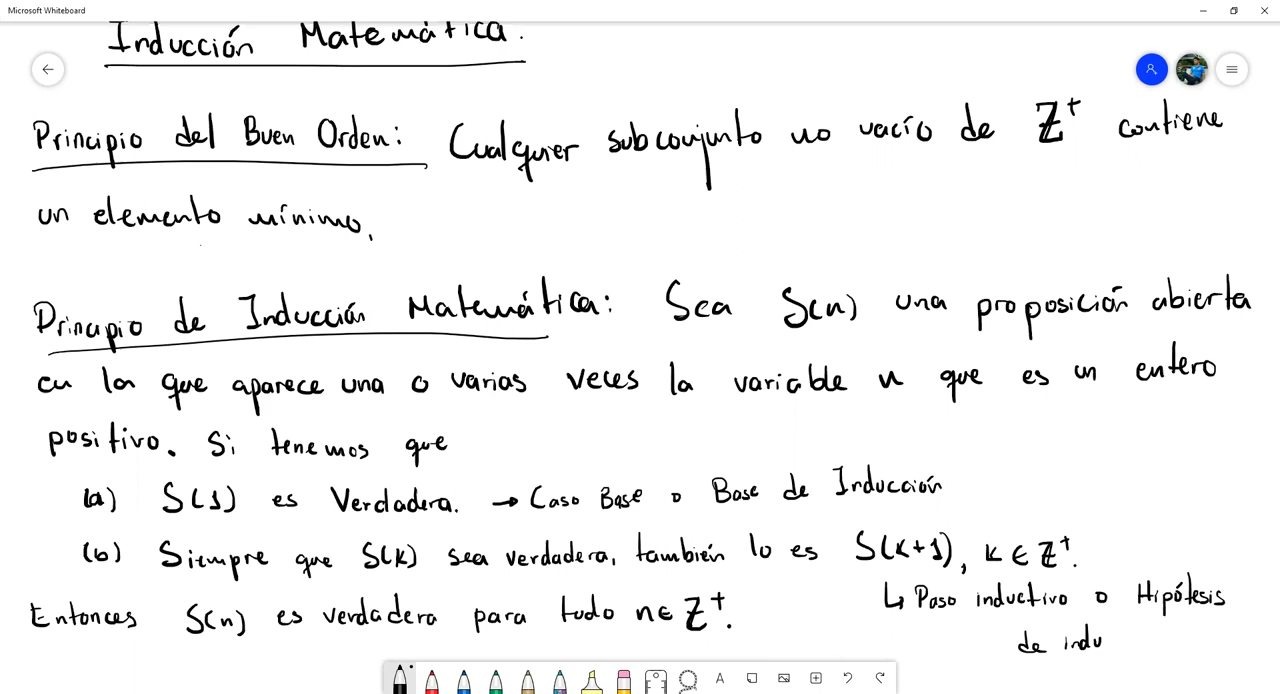 Microsoft Whiteboard
Inducción Matemática.
Principio del Buen Orden: Cualquier subconjunto no vacío de Z⁺ contiene
un elemento mínimo.
Principio de Inducción Matemática: Sea S(n) una proposición abierta
en la que aparece una o varias veces la variable n que es un entero
positivo. Si tenemos que
(a) S(1) es Verdadera. → Caso Base o Base de Inducción
(b) Siempre que S(k) sea verdadera, también lo es S(k+1), k ∈ Z⁺.
↳ Paso inductivo o Hipótesis
de indu
Entonces S(n) es verdadera para todo n ∈ Z⁺.